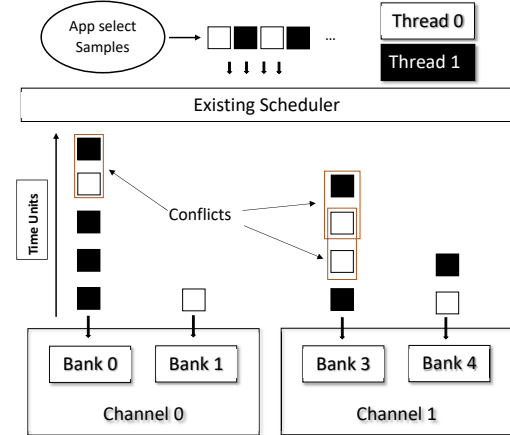 App select
Samples
...
Thread 0
Thread 1
Existing Scheduler
Time Units
Conflicts
Bank 0
Bank 1
Bank 3
Bank 4
Channel 0
Channel 1